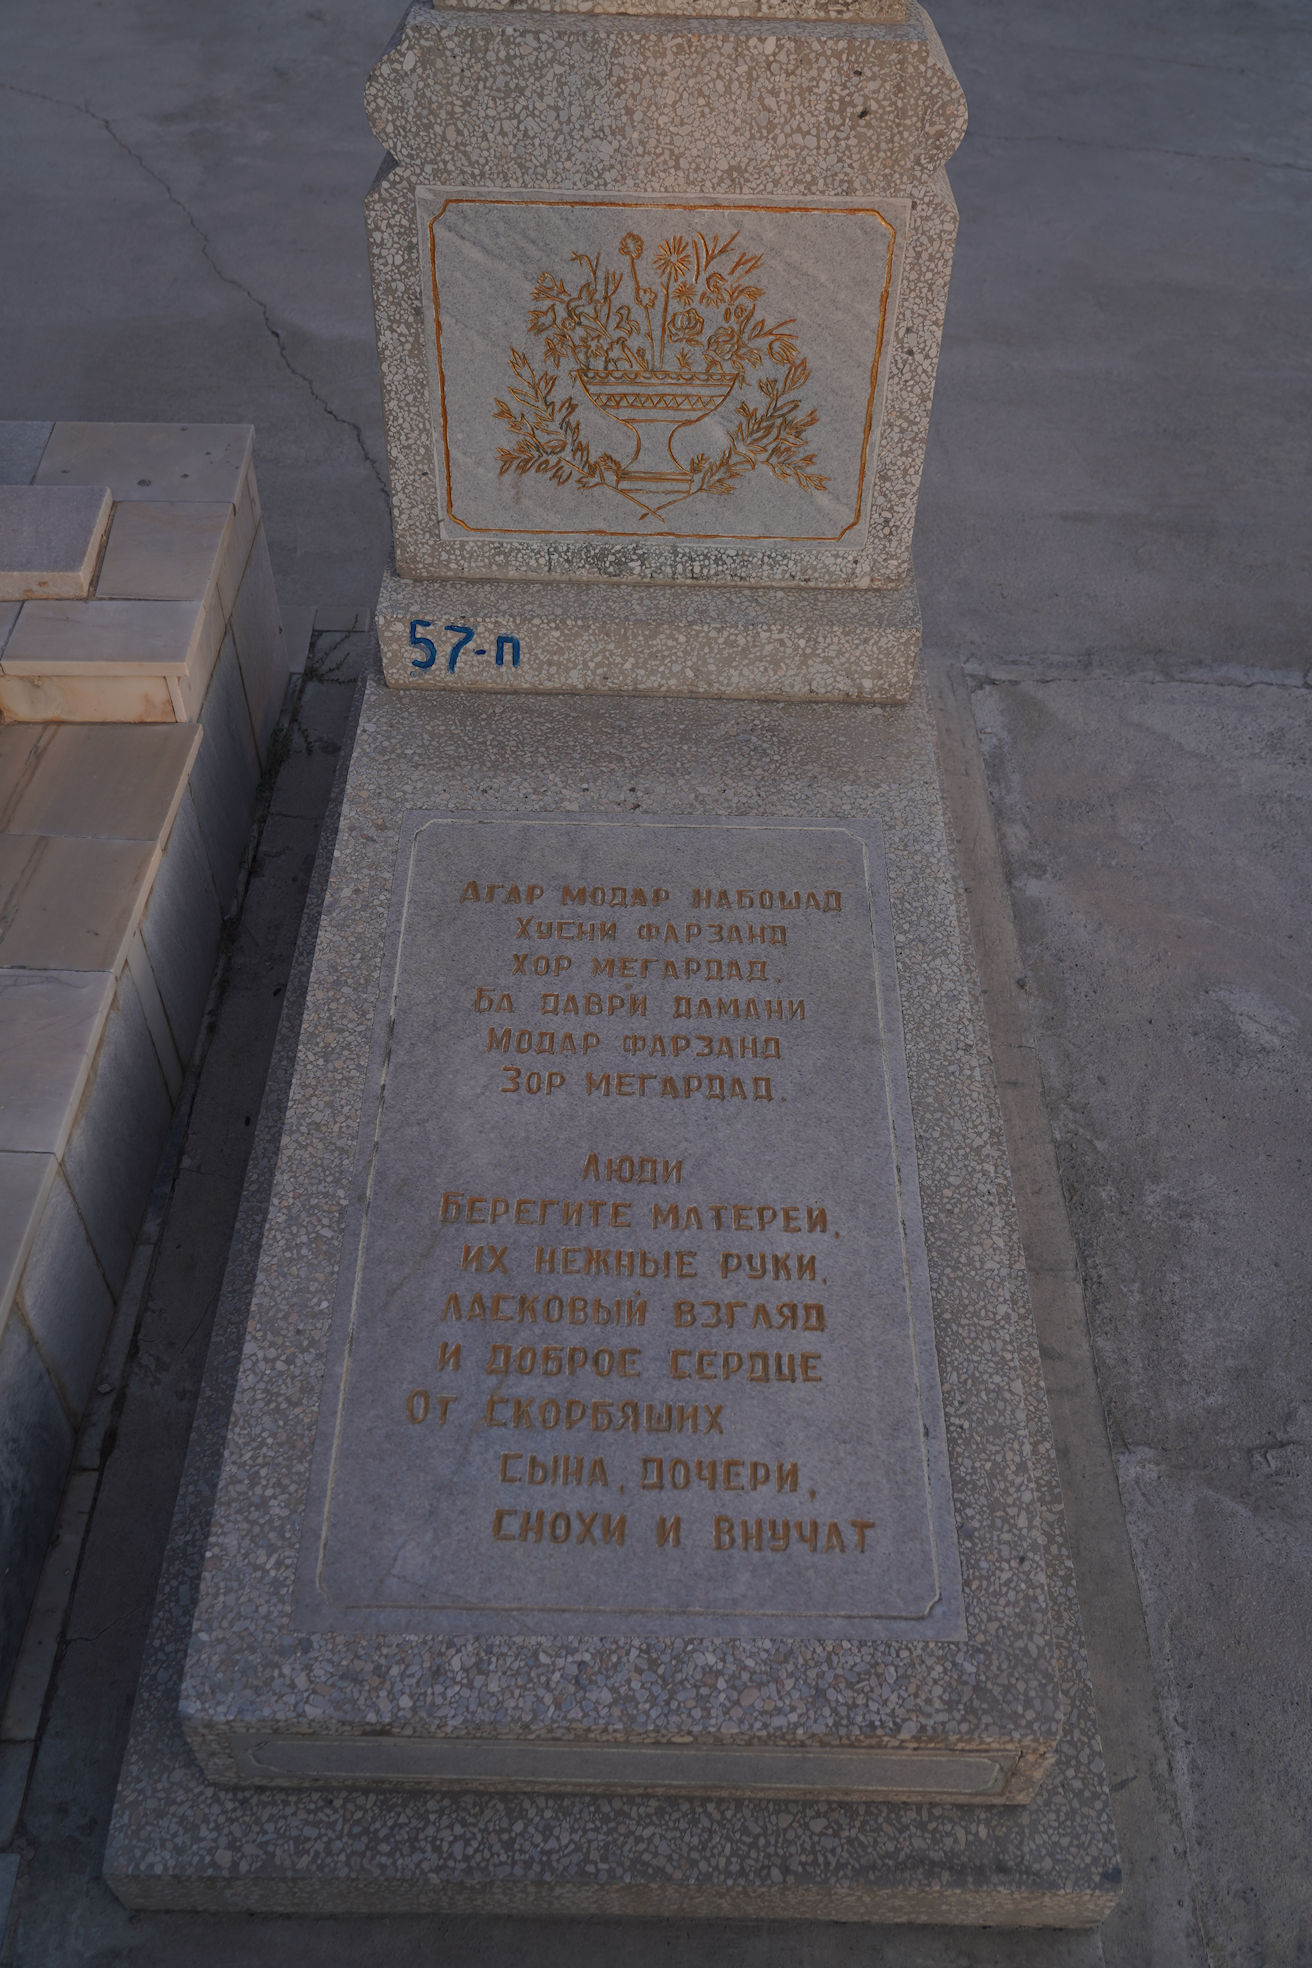 57-п
Агар модар набошад
Хусни фарзанд
хор мегардад.
Ба даври дамани
Модар фарзанд
Зор мегардад.
Люди
берегите матерей,
их нежные руки,
ласковый взгляд
и доброе сердце
От скорбяших
сына, дочери,
снохи и внучат